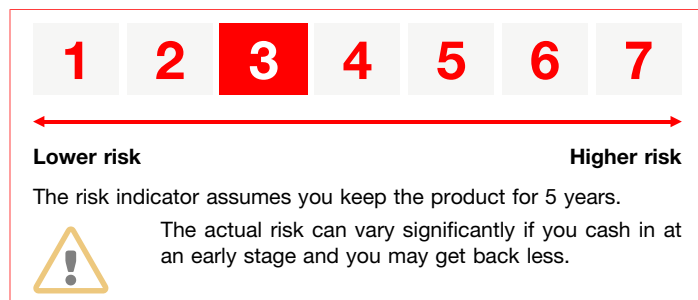 1 2 3 4 5 6 7
Lower risk Higher risk
The risk indicator assumes you keep the product for 5 years.
The actual risk can vary significantly if you cash in at
an early stage and you may get back less.